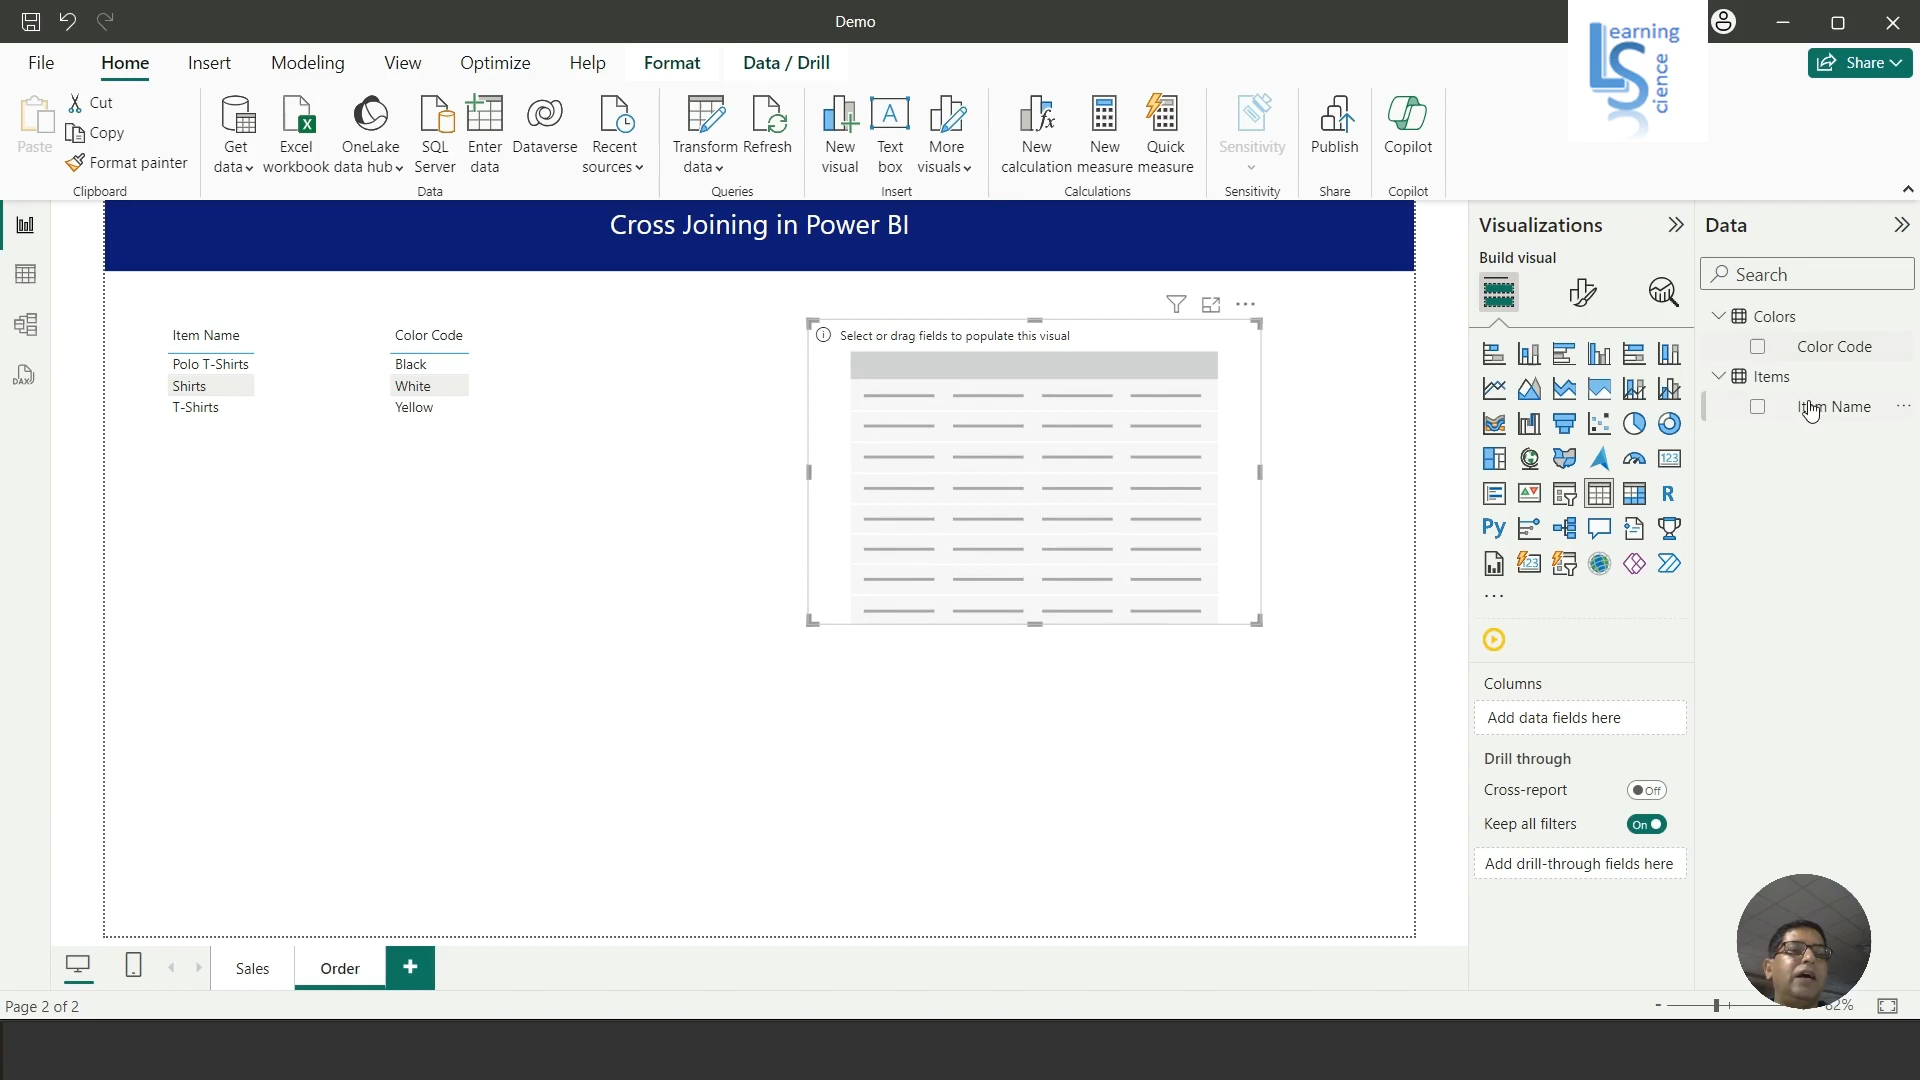 Demo
Learning
Science
Share
File Home Insert Modeling View Optimize Help Format Data / Drill
Paste
Cut
Copy
Format painter
Clipboard
Get data
Excel workbook
OneLake data hub
SQL Server
Enter data
Dataverse
Recent sources
Data
Transform data
Refresh
Queries
New visual
Text box
More visuals
Insert
New calculation
New measure
Quick measure
Calculations
Sensitivity
Sensitivity
Publish
Share
Copilot
Copilot
Cross Joining in Power BI
Item Name
Polo T-Shirts
Shirts
T-Shirts
Color Code
Black
White
Yellow
Select or drag fields to populate this visual
Visualizations
Build visual
123
R
Py
123
Columns
Add data fields here
Drill through
Cross-report Off
Keep all filters On
Add drill-through fields here
Data
Search
Colors
Color Code
Items
Item Name
DAX
Sales
Order
Page 2 of 2